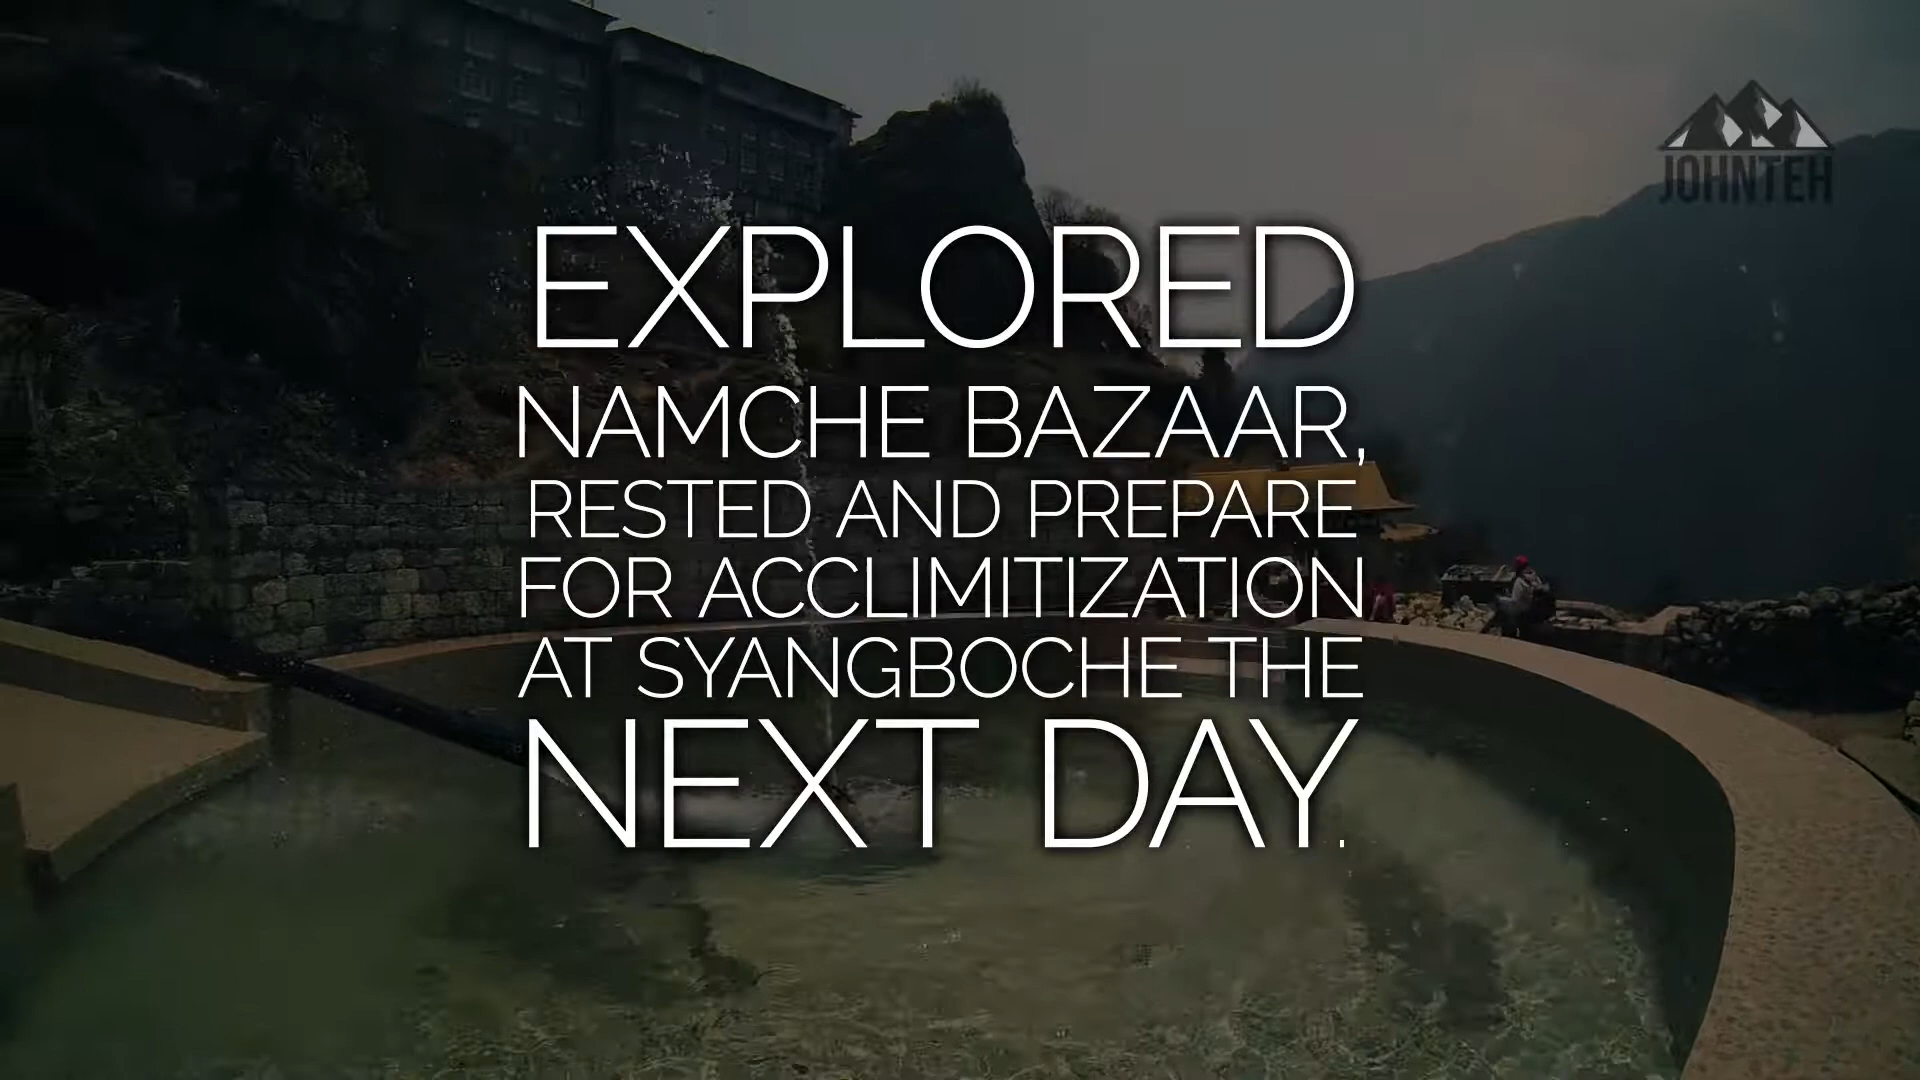 JOHNTEH
EXPLORED
NAMCHE BAZAAR,
RESTED AND PREPARE
FOR ACCLIMITIZATION
AT SYANGBOCHE THE
NEXT DAY.